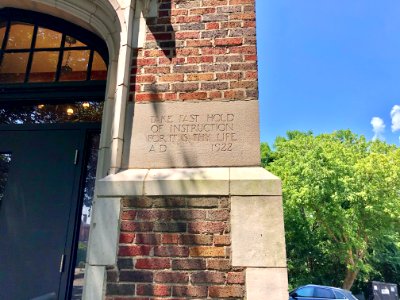 TAKE FAST HOLD
OF INSTRUCTION
FOR IT IS THY LIFE
A.D. 1922